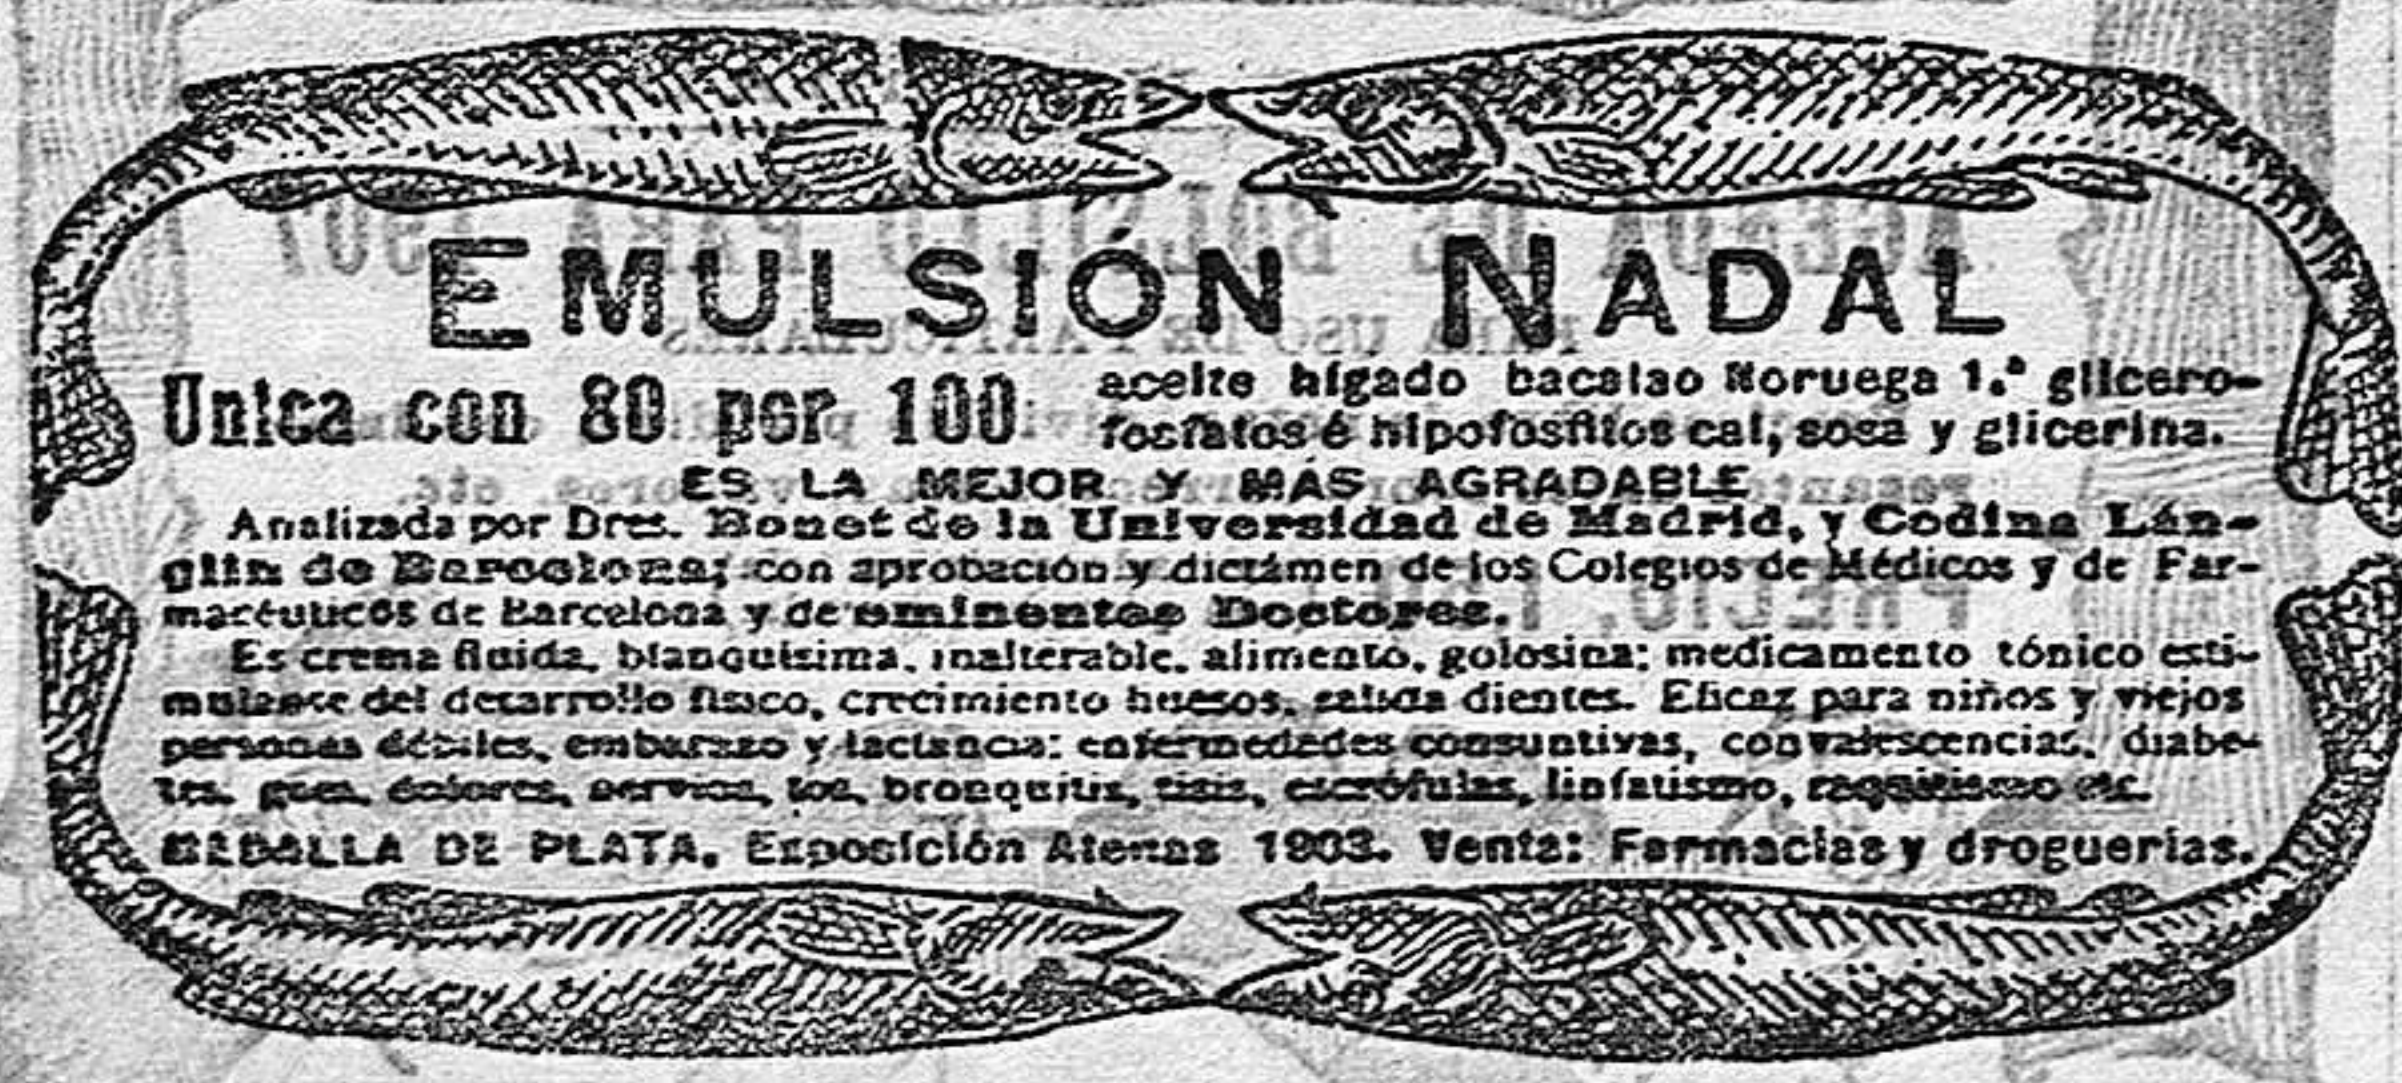 EMULSIÓN NADAL
Unica con 80 por 100 aceite hígado bacalao Noruega 1.ª glicero-
fosfatos é hipofosfitos cal, sosa y glicerina.
ES LA MEJOR Y MÁS AGRADABLE
Analizada por Dres. Bonet de la Universidad de Madrid, y Codina Lán-
glin de Barcelona; con aprobación y dictámen de los Colegios de Médicos y de Far-
macéuticos de Barcelona y de eminentes Doctores.
Es crema fluida, blanquísima, inalterable, alimento, golosina; medicamento tónico esti-
mulante del desarrollo físico, crecimiento huesos, salida dientes. Eficaz para niños y viejos
personas débiles, embarazo y lactancia: enfermedades consuntivas, convalescencias, diabe-
tes, gota, dolores, nervios, tos, bronquitis, tisis, escrófulas, linfatismo, raquitismo etc.
MEDALLA DE PLATA, Exposición Atenas 1903. Venta: Farmacias y droguerías.